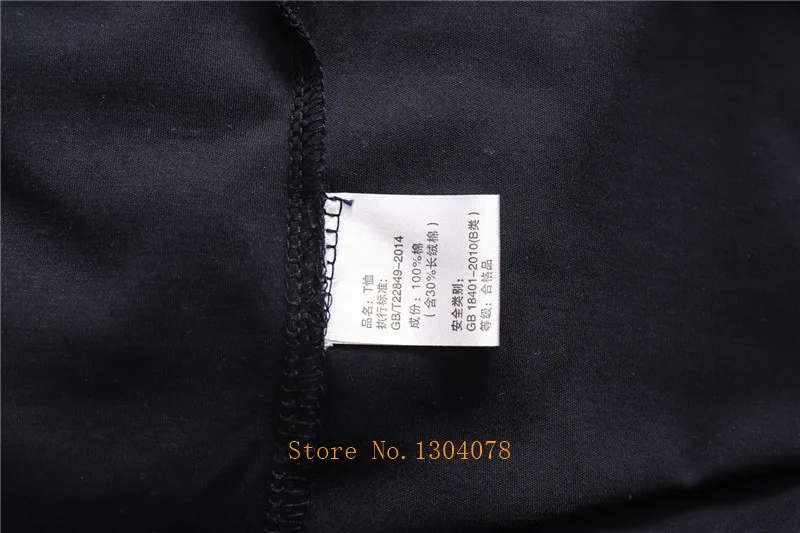 品名：T恤
执行标准：
GB/T22849-2014
成份：100%棉
（含30%长绒棉）
安全类别：
GB 18401-2010(B类)
等级：合格品
Store No.1304078